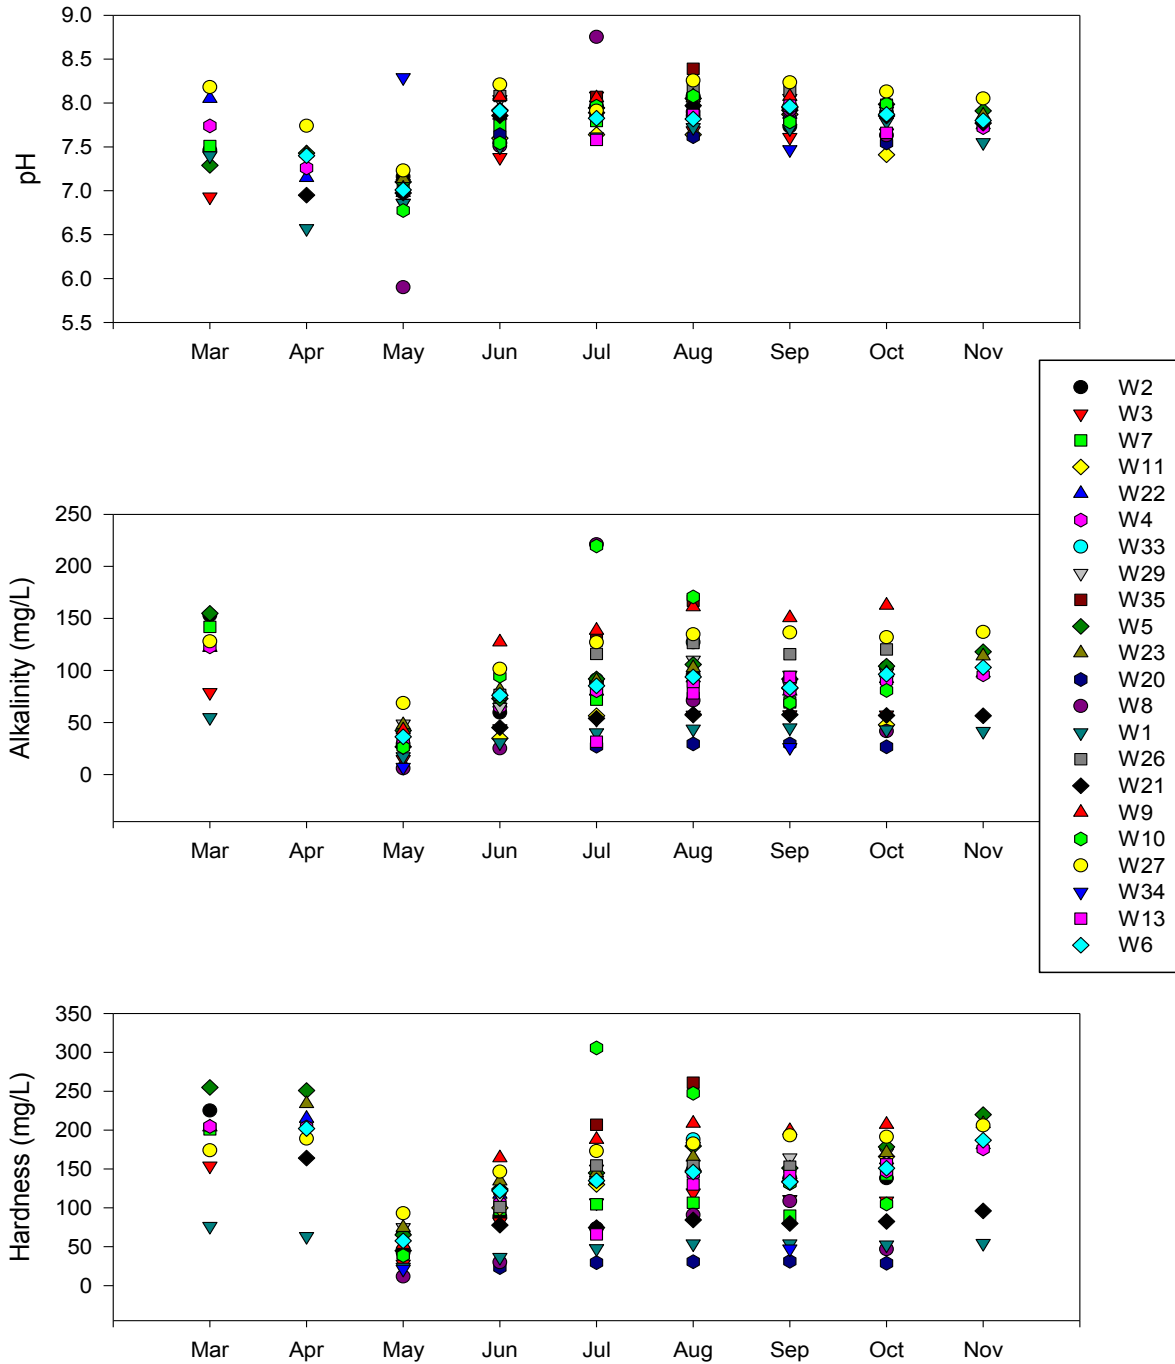 pH
9.0
8.5
8.0
7.5
7.0
6.5
6.0
5.5
Mar Apr May Jun Jul Aug Sep Oct Nov
Alkalinity (mg/L)
250
200
150
100
50
0
Mar Apr May Jun Jul Aug Sep Oct Nov
W2
W3
W7
W11
W22
W4
W33
W29
W35
W5
W23
W20
W8
W1
W26
W21
W9
W10
W27
W34
W13
W6
Hardness (mg/L)
350
300
250
200
150
100
50
0
Mar Apr May Jun Jul Aug Sep Oct Nov